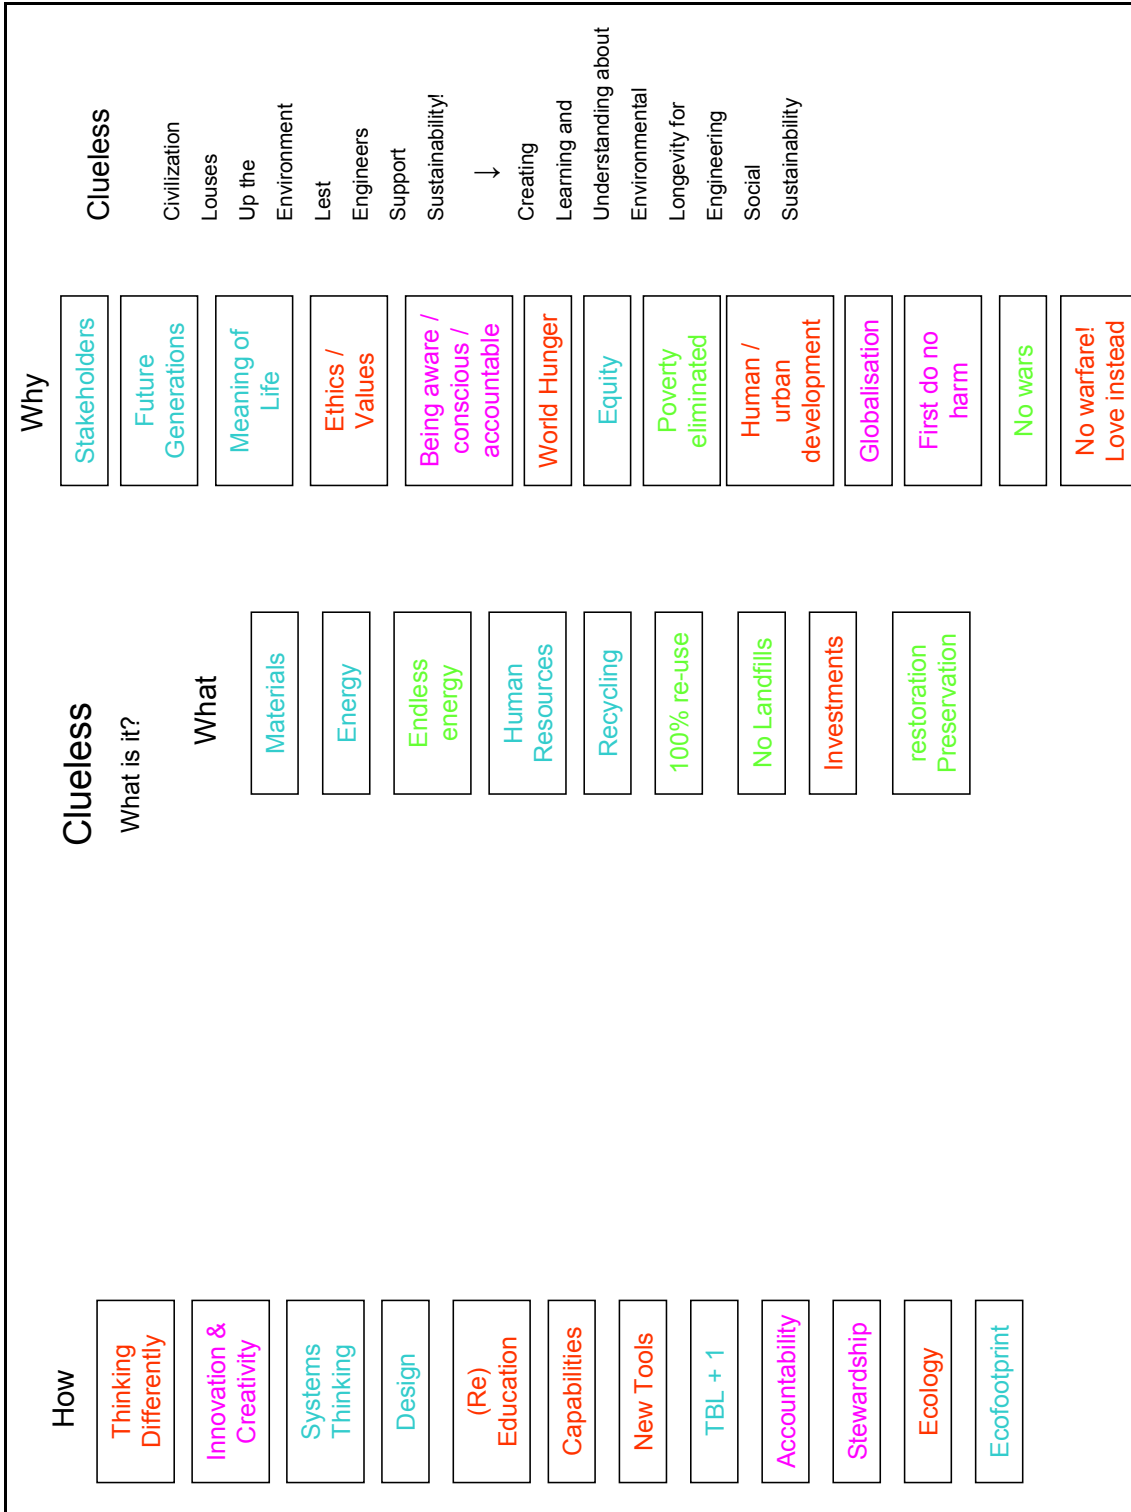 Clueless
What is it?
How
Thinking
Differently
Innovation &
Creativity
Systems
Thinking
Design
(Re)
Education
Capabilities
New Tools
TBL + 1
Accountability
Stewardship
Ecology
Ecofootprint
What
Materials
Energy
Endless
energy
Human
Resources
Recycling
100% re-use
No Landfills
Investments
restoration
Preservation
Why
Stakeholders
Future
Generations
Meaning of
Life
Ethics /
Values
Being aware /
conscious /
accountable
World Hunger
Equity
Poverty
eliminated
Human /
urban
development
Globalisation
First do no
harm
No wars
No warfare!
Love instead
Clueless
Civilization
Louses
Up the
Environment
Lest
Engineers
Support
Sustainability!
↓
Creating
Learning and
Understanding about
Environmental
Longevity for
Engineering
Social
Sustainability